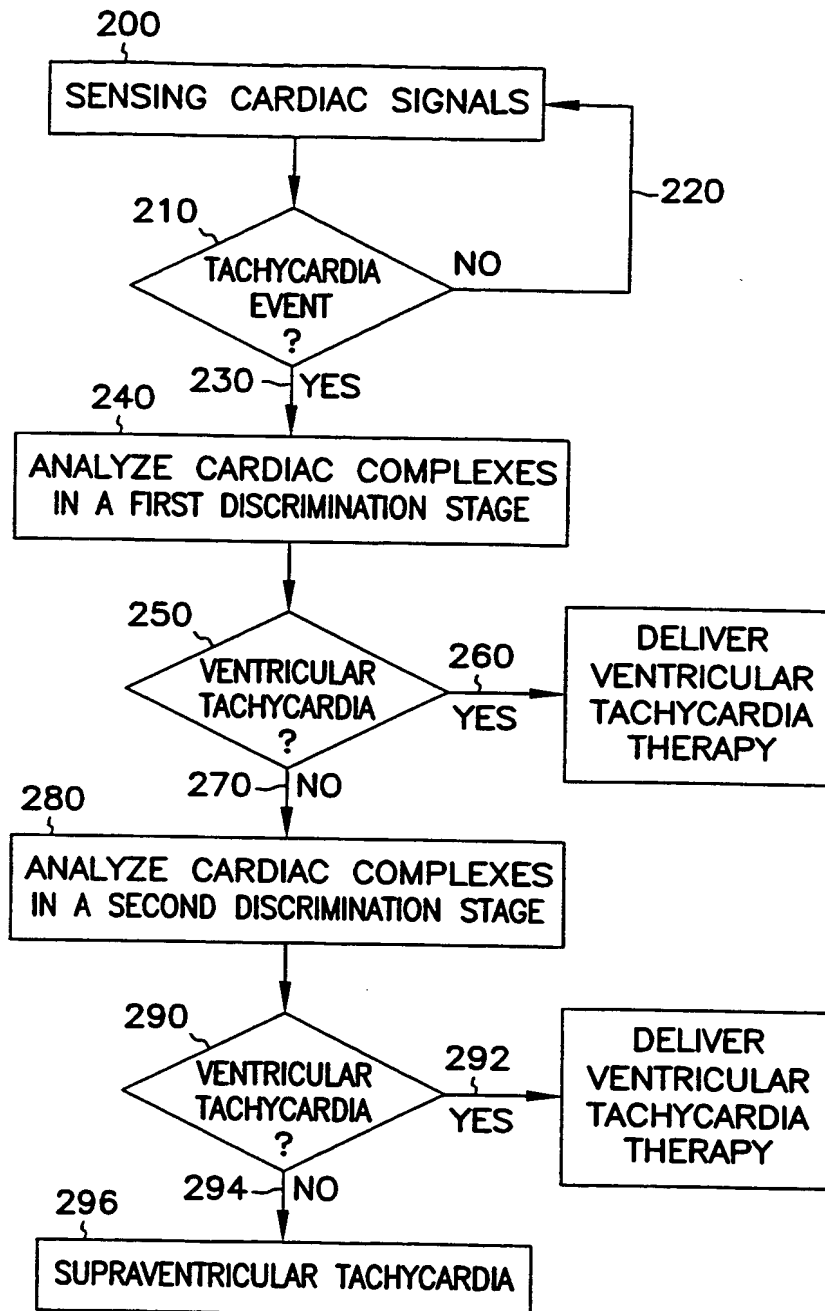 200
SENSING CARDIAC SIGNALS
220
210
TACHYCARDIA
EVENT
?
NO
230
YES
240
ANALYZE CARDIAC COMPLEXES
IN A FIRST DISCRIMINATION STAGE
250
VENTRICULAR
TACHYCARDIA
?
260
YES
DELIVER
VENTRICULAR
TACHYCARDIA
THERAPY
270
NO
280
ANALYZE CARDIAC COMPLEXES
IN A SECOND DISCRIMINATION STAGE
290
VENTRICULAR
TACHYCARDIA
?
292
YES
DELIVER
VENTRICULAR
TACHYCARDIA
THERAPY
294
NO
296
SUPRAVENTRICULAR TACHYCARDIA